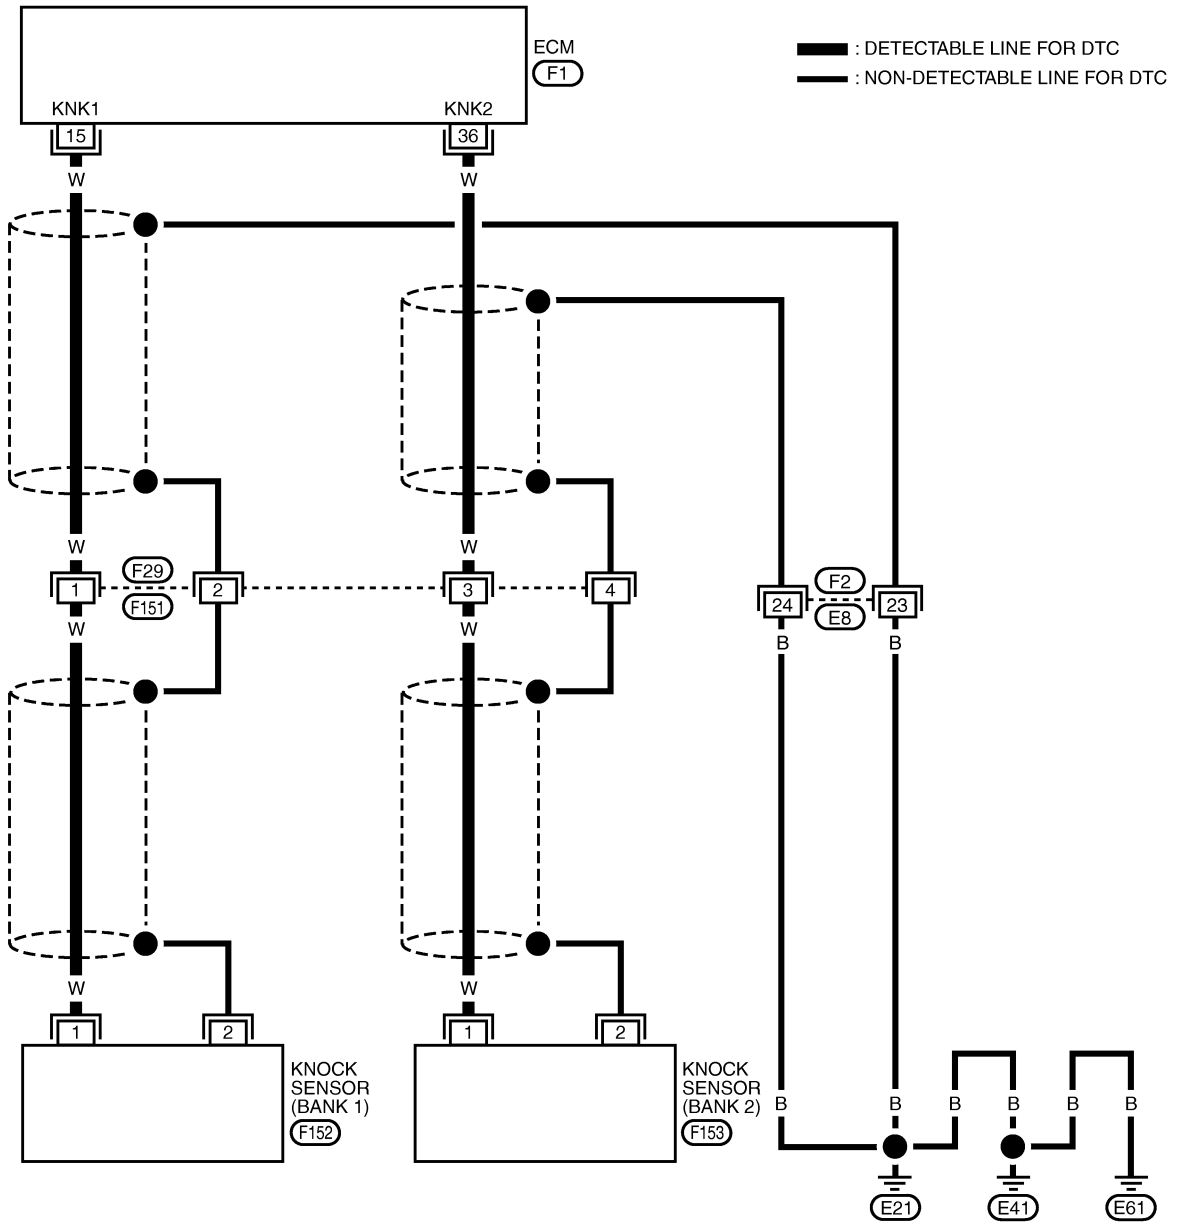 ECM
F1
: DETECTABLE LINE FOR DTC
: NON-DETECTABLE LINE FOR DTC
KNK1
KNK2
15
36
W
W
W
W
F29
F151
1
2
3
4
F2
E8
24
23
W
W
B
B
W
W
1
2
1
2
KNOCK
SENSOR
(BANK 1)
F152
KNOCK
SENSOR
(BANK 2)
F153
B
B
B
B
B
B
E21
E41
E61